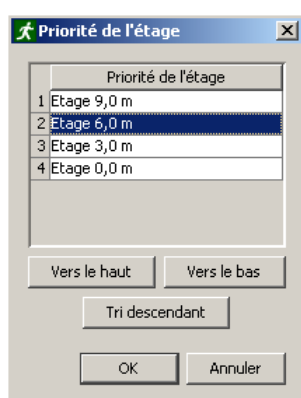 Priorité de l'étage
Priorité de l'étage
1 Etage 9,0 m
2 Etage 6,0 m
3 Etage 3,0 m
4 Etage 0,0 m
Vers le haut Vers le bas
Tri descendant
OK Annuler